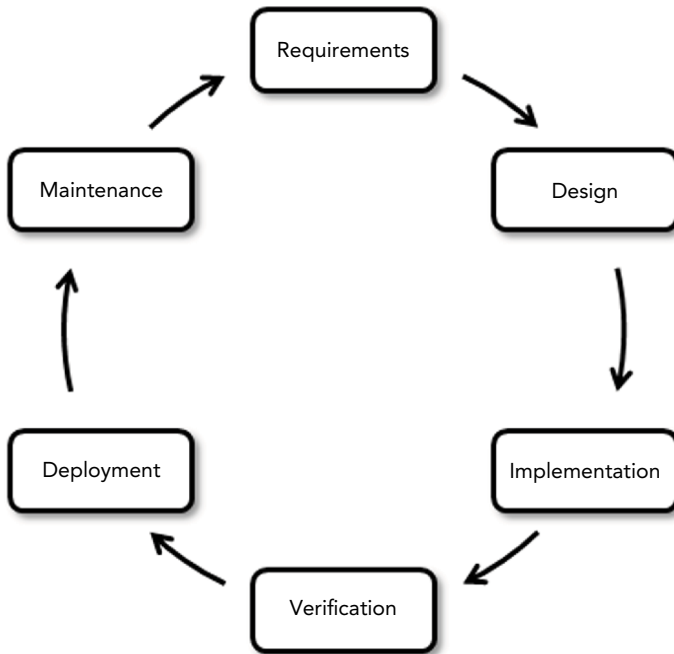 Requirements
Design
Implementation
Verification
Deployment
Maintenance